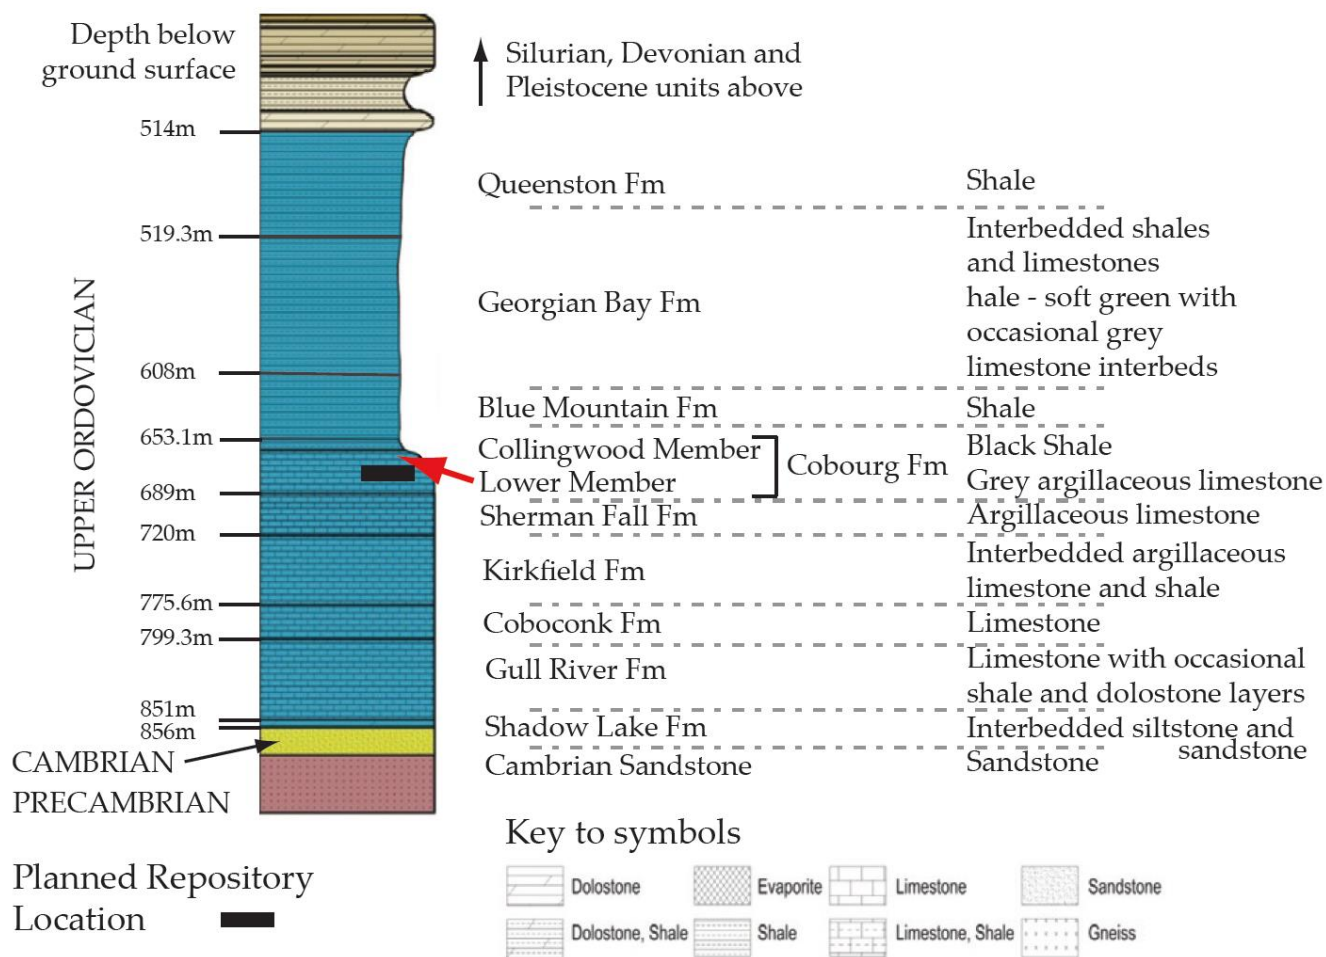 Depth below
ground surface
Silurian, Devonian and
Pleistocene units above
514m
Queenston Fm
Shale
519.3m
Interbedded shales
and limestones
hale - soft green with
occasional grey
limestone interbeds
Georgian Bay Fm
UPPER ORDOVICIAN
608m
Blue Mountain Fm
Shale
653.1m
Collingwood Member
Lower Member
Cobourg Fm
Black Shale
Grey argillaceous limestone
689m
Sherman Fall Fm
Argillaceous limestone
720m
Kirkfield Fm
Interbedded argillaceous
limestone and shale
775.6m
Coboconk Fm
Limestone
799.3m
Gull River Fm
Limestone with occasional
shale and dolostone layers
851m
856m
Shadow Lake Fm
Interbedded siltstone and
sandstone
CAMBRIAN
Cambrian Sandstone
Sandstone
PRECAMBRIAN
Key to symbols
Planned Repository
Location
Dolostone
Evaporite
Limestone
Sandstone
Dolostone, Shale
Shale
Limestone, Shale
Gneiss